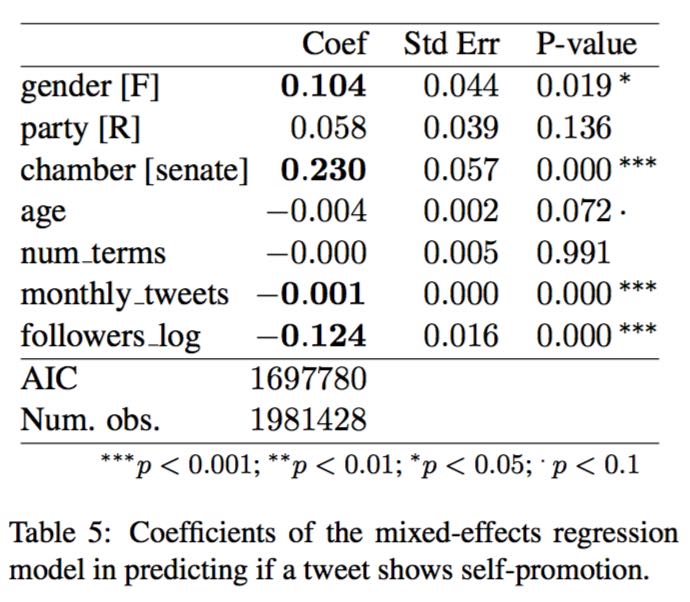 Coef Std Err P-value
gender [F] 0.104 0.044 0.019 *
party [R] 0.058 0.039 0.136
chamber [senate] 0.230 0.057 0.000 ***
age −0.004 0.002 0.072 ·
num_terms −0.000 0.005 0.991
monthly_tweets −0.001 0.000 0.000 ***
followers_log −0.124 0.016 0.000 ***
AIC 1697780
Num. obs. 1981428
***p < 0.001; **p < 0.01; *p < 0.05; ·p < 0.1
Table 5: Coefficients of the mixed-effects regression
model in predicting if a tweet shows self-promotion.